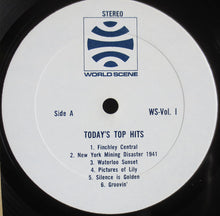 STEREO
WORLD SCENE
Side A
WS-Vol. I
TODAY'S TOP HITS
1. Finchley Central
2. New York Mining Disaster 1941
3. Waterloo Sunset
4. Pictures of Lily
5. Silence is Golden
6. Groovin'